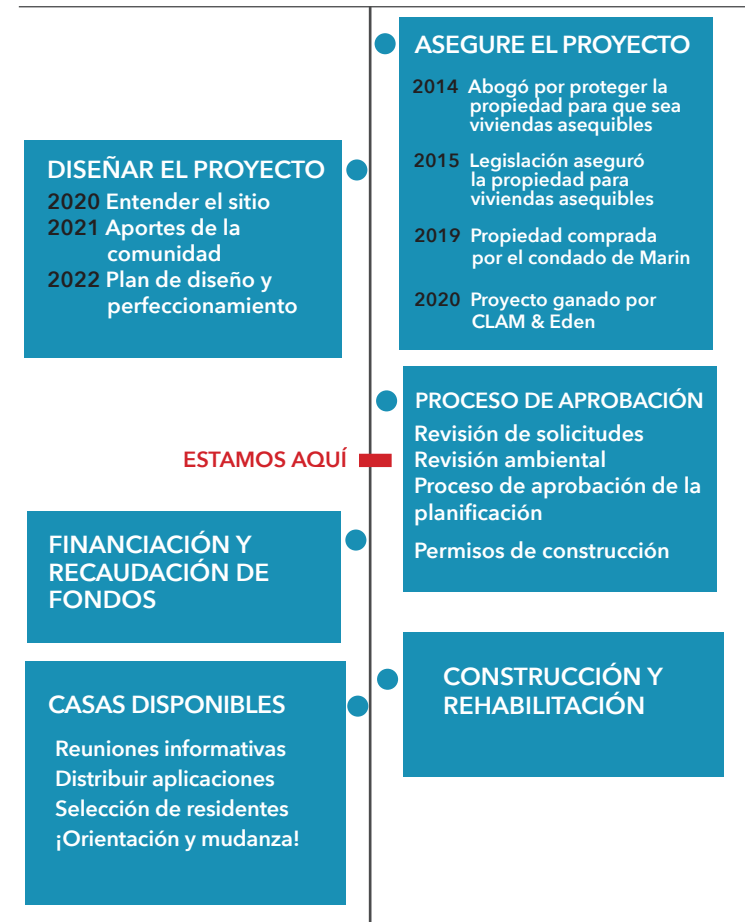 ASEGURE EL PROYECTO
2014 Abogó por proteger la
propiedad para que sea
viviendas asequibles
2015 Legislación aseguró
la propiedad para
viviendas asequibles
2019 Propiedad comprada
por el condado de Marin
2020 Proyecto ganado por
CLAM & Eden
DISEÑAR EL PROYECTO
2020 Entender el sitio
2021 Aportes de la
comunidad
2022 Plan de diseño y
perfeccionamiento
PROCESO DE APROBACIÓN
Revisión de solicitudes
Revisión ambiental
Proceso de aprobación de la
planificación
Permisos de construcción
ESTAMOS AQUÍ
FINANCIACIÓN Y
RECAUDACIÓN DE
FONDOS
CONSTRUCCIÓN Y
REHABILITACIÓN
CASAS DISPONIBLES
Reuniones informativas
Distribuir aplicaciones
Selección de residentes
¡Orientación y mudanza!